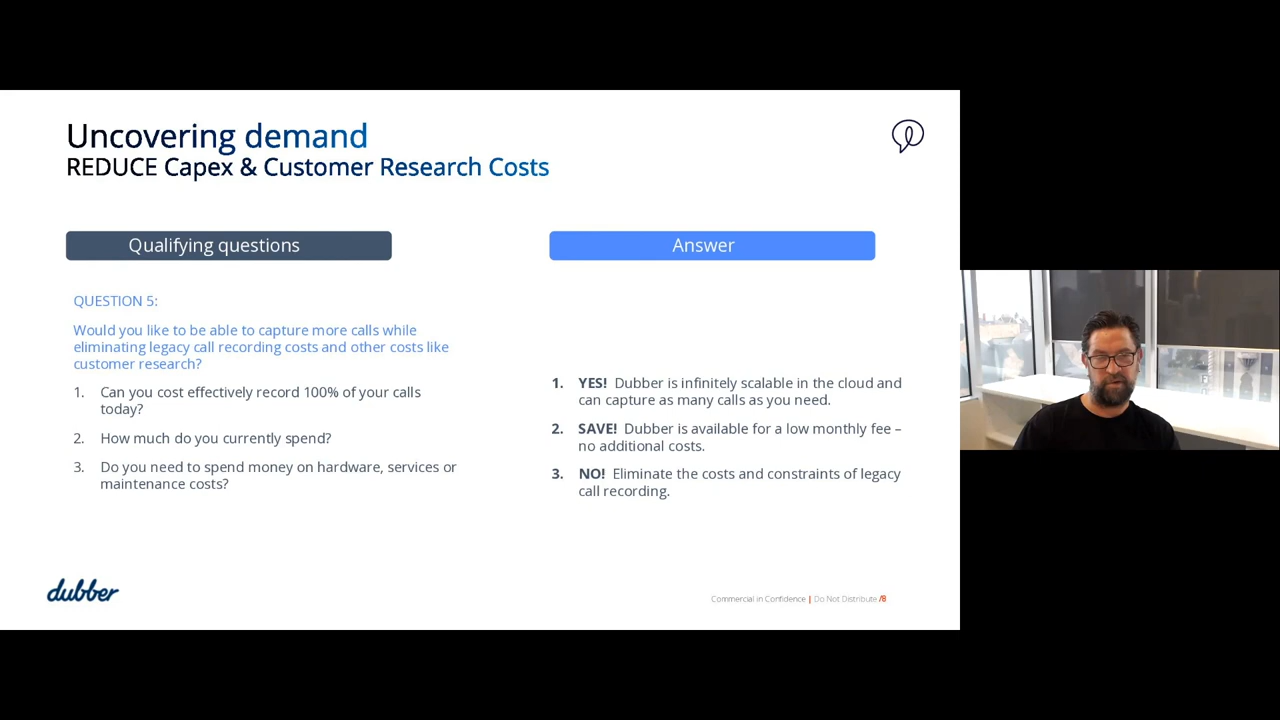 Uncovering demand
REDUCE Capex & Customer Research Costs
Qualifying questions
Answer
QUESTION 5:
Would you like to be able to capture more calls while
eliminating legacy call recording costs and other costs like
customer research?
1. Can you cost effectively record 100% of your calls
today?
2. How much do you currently spend?
3. Do you need to spend money on hardware, services or
maintenance costs?
1. YES! Dubber is infinitely scalable in the cloud and
can capture as many calls as you need.
2. SAVE! Dubber is available for a low monthly fee –
no additional costs.
3. NO! Eliminate the costs and constraints of legacy
call recording.
dubber
Commercial in Confidence | Do Not Distribute /8